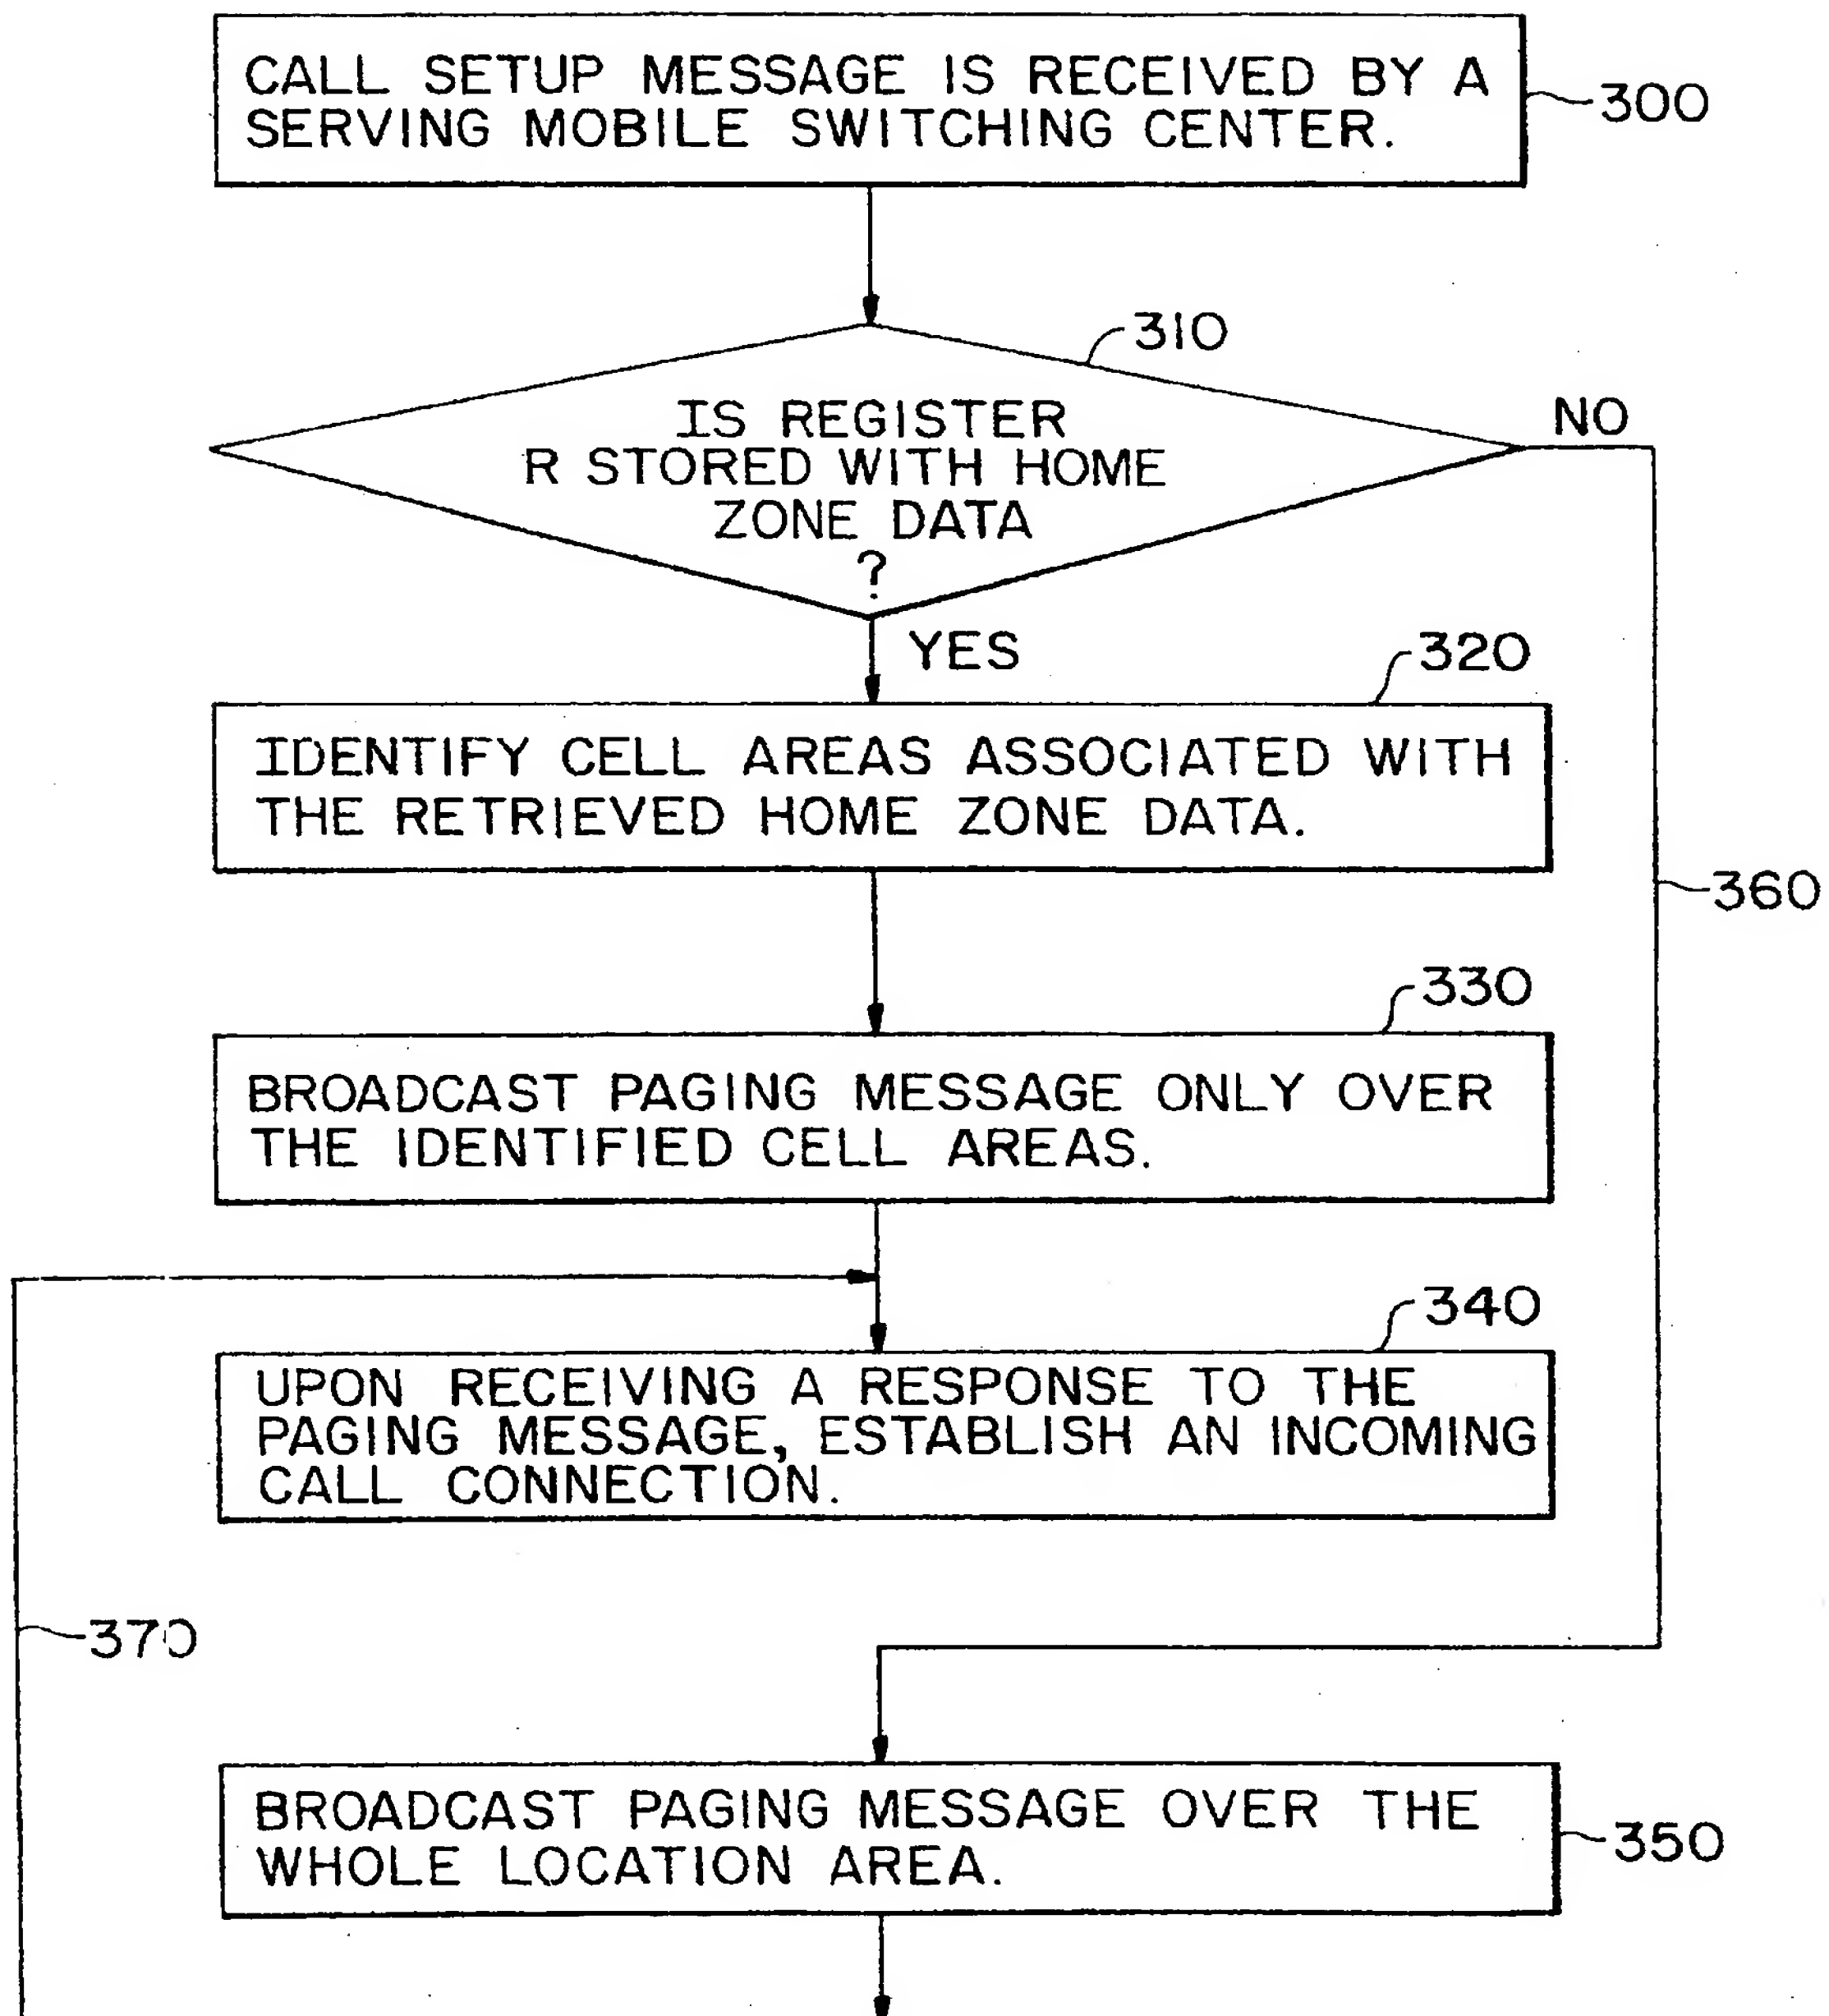 CALL SETUP MESSAGE IS RECEIVED BY A
SERVING MOBILE SWITCHING CENTER.
300
310
IS REGISTER
R STORED WITH HOME
ZONE DATA
?
NO
YES
320
IDENTIFY CELL AREAS ASSOCIATED WITH
THE RETRIEVED HOME ZONE DATA.
360
330
BROADCAST PAGING MESSAGE ONLY OVER
THE IDENTIFIED CELL AREAS.
340
UPON RECEIVING A RESPONSE TO THE
PAGING MESSAGE, ESTABLISH AN INCOMING
CALL CONNECTION.
370
BROADCAST PAGING MESSAGE OVER THE
WHOLE LOCATION AREA.
350